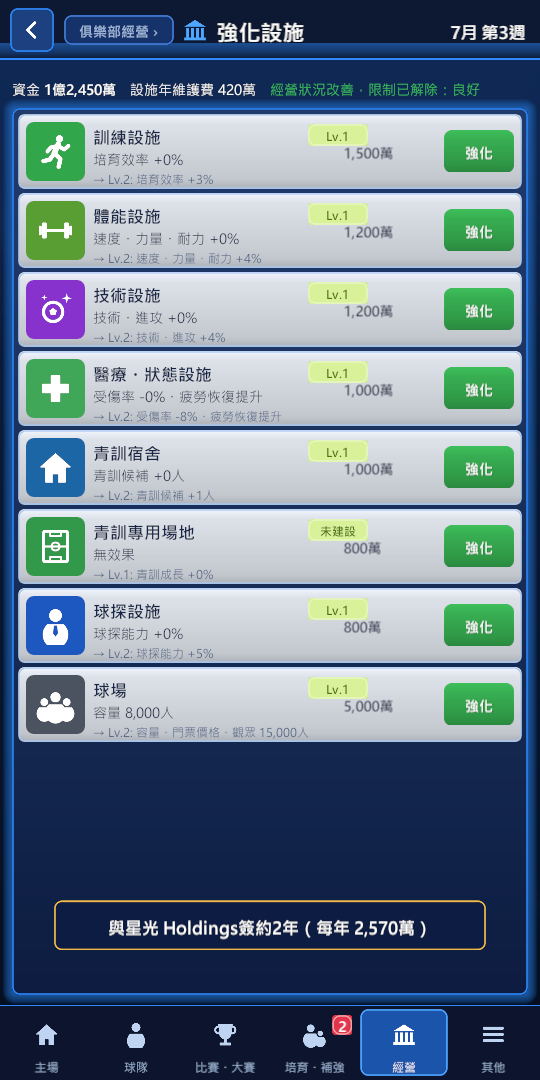 俱樂部經營 ›
強化設施
7月 第3週
資金 1億2,450萬 設施年維護費 420萬 經營狀況改善・限制已解除：良好
訓練設施
Lv.1
1,500萬
培育效率 +0%
→ Lv.2: 培育效率 +3%
強化
體能設施
Lv.1
1,200萬
速度・力量・耐力 +0%
→ Lv.2: 速度・力量・耐力 +4%
強化
技術設施
Lv.1
1,200萬
技術・進攻 +0%
→ Lv.2: 技術・進攻 +4%
強化
醫療・狀態設施
Lv.1
1,000萬
受傷率 -0%・疲勞恢復提升
→ Lv.2: 受傷率 -8%・疲勞恢復提升
強化
青訓宿舍
Lv.1
1,000萬
青訓候補 +0人
→ Lv.2: 青訓候補 +1人
強化
青訓專用場地
未建設
800萬
無效果
→ Lv.1: 青訓成長 +0%
強化
球探設施
Lv.1
800萬
球探能力 +0%
→ Lv.2: 球探能力 +5%
強化
球場
Lv.1
5,000萬
容量 8,000人
→ Lv.2: 容量・門票價格・觀眾 15,000人
強化
與星光 Holdings簽約2年（每年 2,570萬）
主場
球隊
比賽・大賽
2
培育・補強
經營
其他